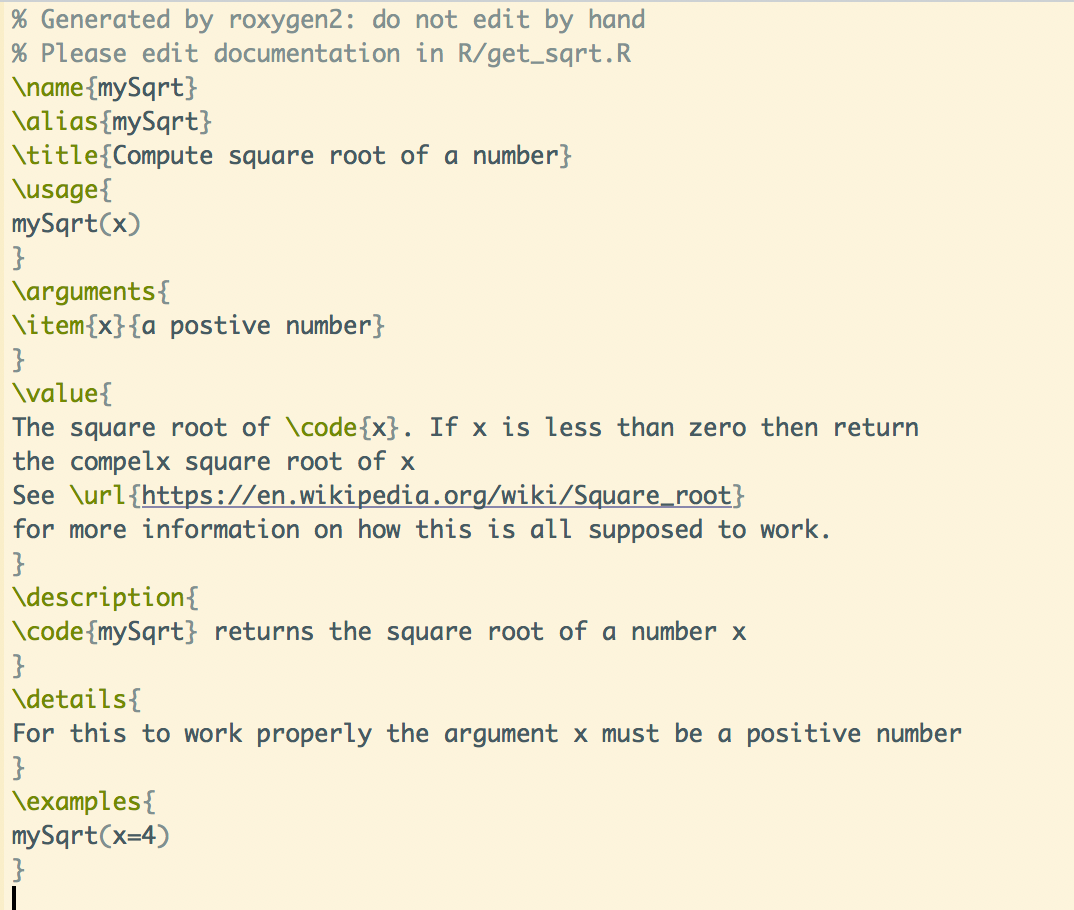 % Generated by roxygen2: do not edit by hand
% Please edit documentation in R/get_sqrt.R
\name{mySqrt}
\alias{mySqrt}
\title{Compute square root of a number}
\usage{
mySqrt(x)
}
\arguments{
\item{x}{a postive number}
}
\value{
The square root of \code{x}. If x is less than zero then return
the compelx square root of x
See \url{https://en.wikipedia.org/wiki/Square_root}
for more information on how this is all supposed to work.
}
\description{
\code{mySqrt} returns the square root of a number x
}
\details{
For this to work properly the argument x must be a positive number
}
\examples{
mySqrt(x=4)
}